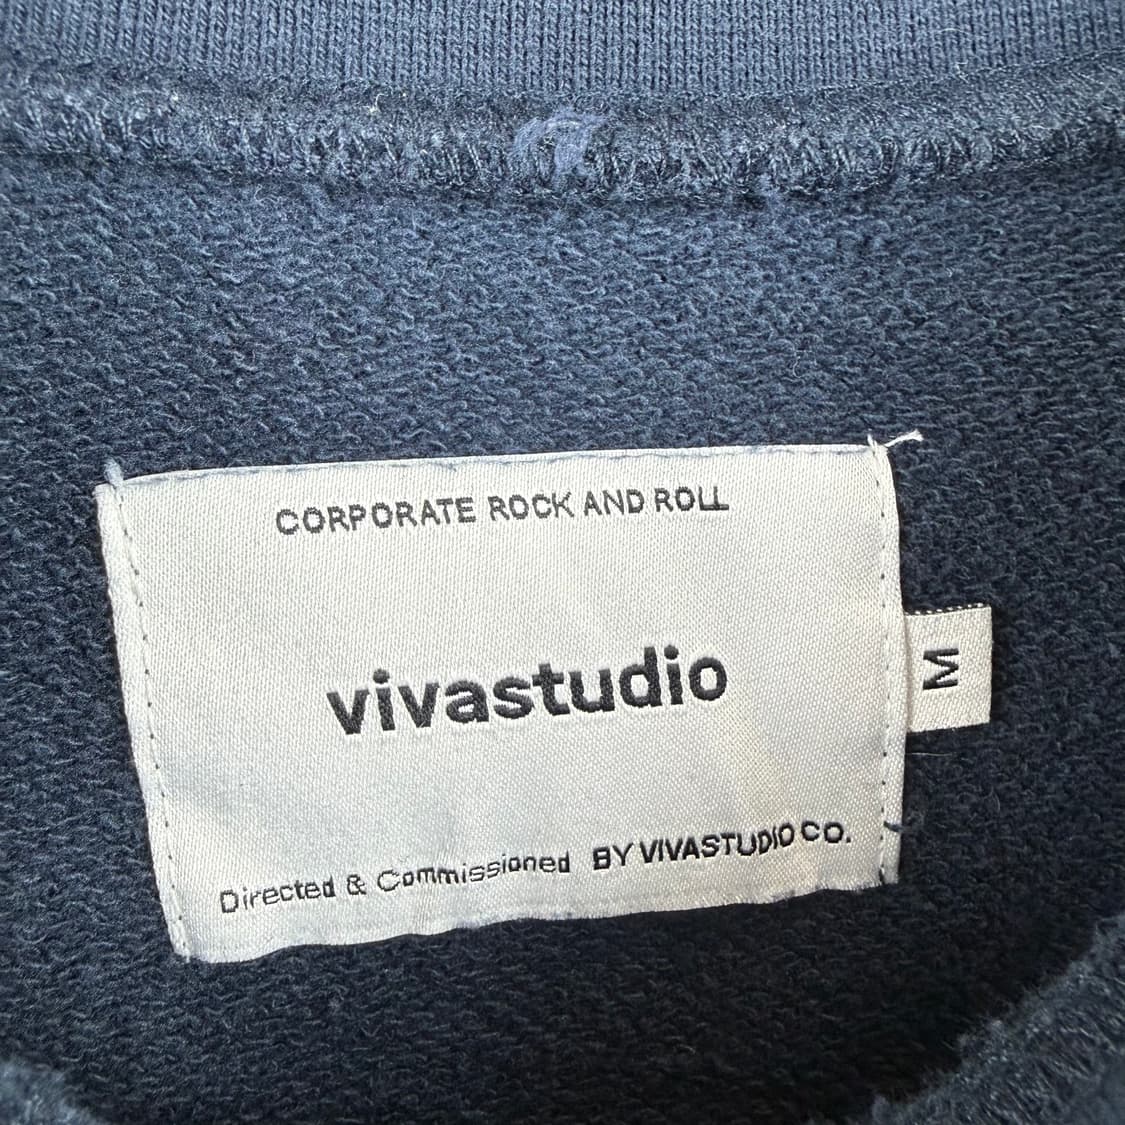 CORPORATE ROCK AND ROLL
vivastudio
M
Directed & Commissioned BY VIVASTUDIO CO.